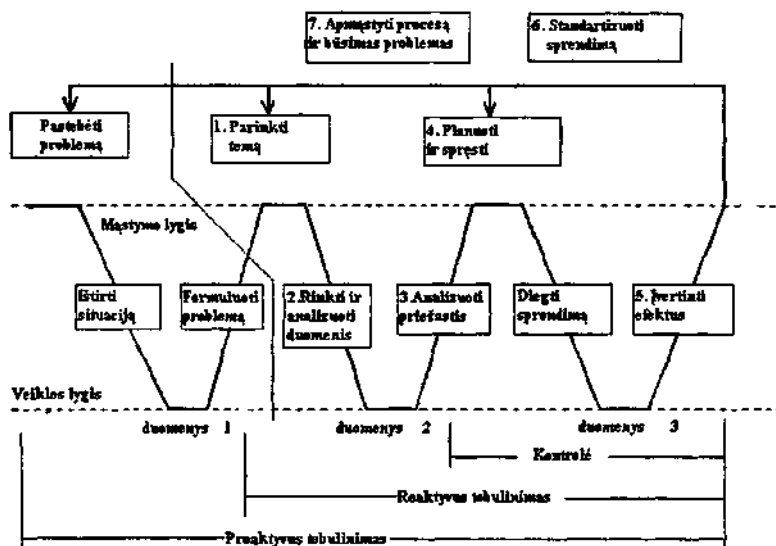 7. Apmąstyti procesą
ir būsimas problemas
6. Standartizuoti
sprendimą
Pastebėti
problemą
1. Parinkti
temą
4. Planuoti
ir spręsti
Mąstymo lygis
Ištirti
situaciją
Formuluoti
problemą
2. Rinkti ir
analizuoti
duomenis
3. Analizuoti
priežastis
Diegti
sprendimą
5. Įvertinti
efektus
Veiklos lygis
duomenys 1
duomenys 2
duomenys 3
Kontrolė
Reaktyvus tobulinimas
Proaktyvus tobulinimas